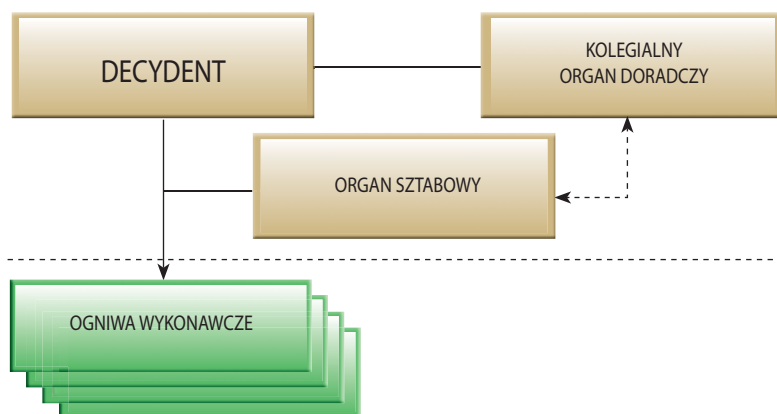 DECYDENT
KOLEGIALNY
ORGAN DORADCZY
ORGAN SZTABOWY
OGNIWA WYKONAWCZE